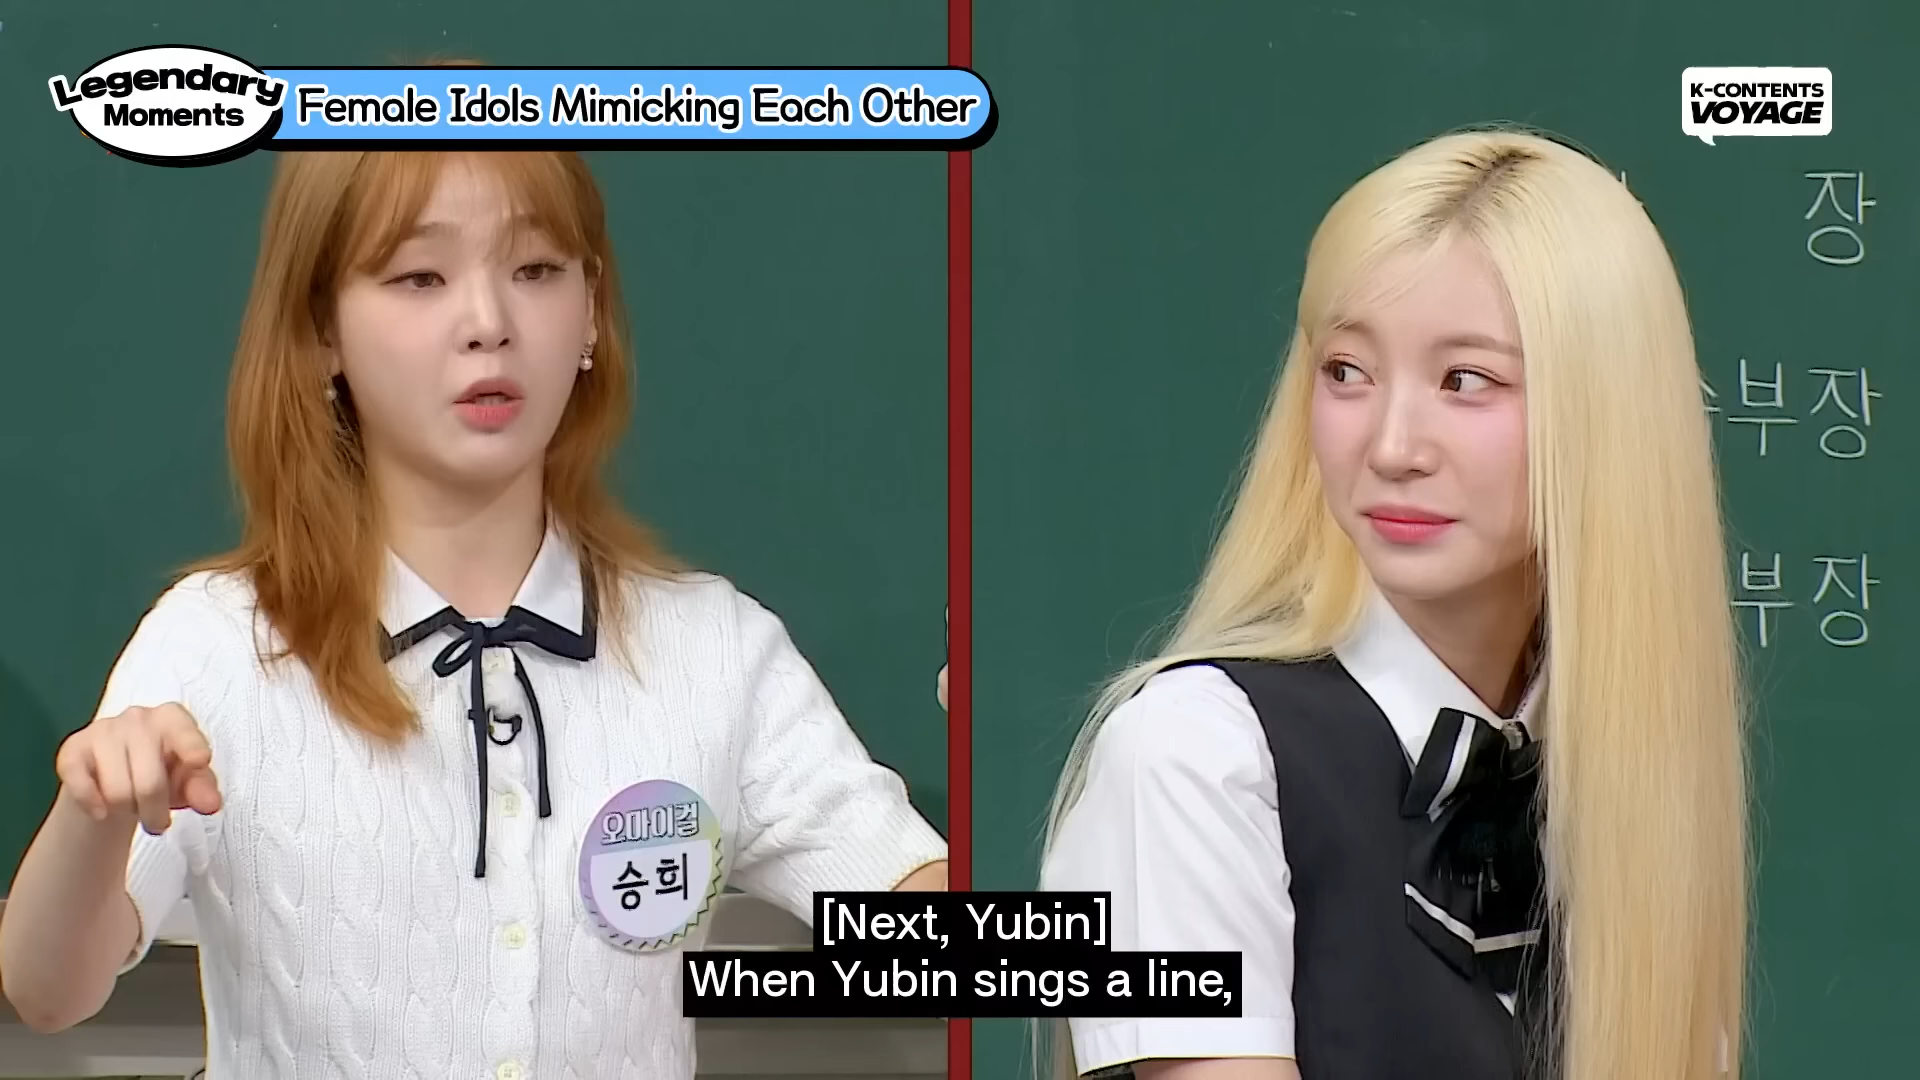 Legendary
Moments
Female Idols Mimicking Each Other
K-CONTENTS
VOYAGE
장
부장
부장
오마이걸
승희
[Next, Yubin]
When Yubin sings a line,